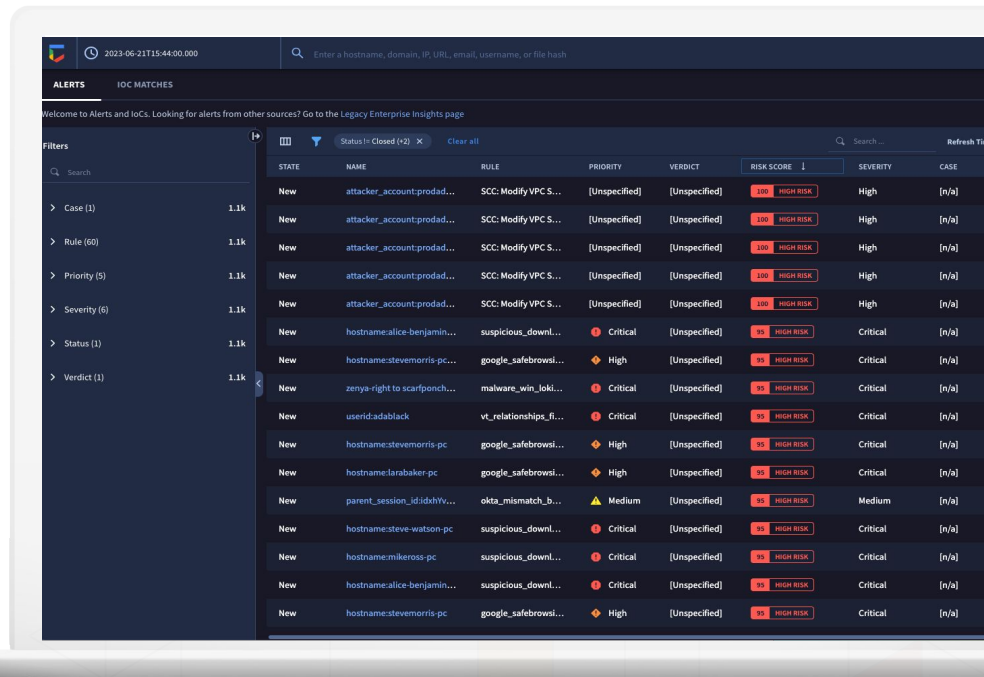 2023-06-21T15:44:00.000
Enter a hostname, domain, IP, URL, email, username, or file hash
ALERTS IOC MATCHES
Welcome to Alerts and IoCs. Looking for alerts from other sources? Go to the Legacy Enterprise Insights page
Filters
Search
Case (1) 1.1k
Rule (60) 1.1k
Priority (5) 1.1k
Severity (6) 1.1k
Status (1) 1.1k
Verdict (1) 1.1k
Status != Closed (+2) Clear all Search ... Refresh Ti
STATE NAME RULE PRIORITY VERDICT RISK SCORE SEVERITY CASE
New attacker_account:prodad... SCC: Modify VPC S... [Unspecified] [Unspecified] 100 HIGH RISK High [n/a]
New attacker_account:prodad... SCC: Modify VPC S... [Unspecified] [Unspecified] 100 HIGH RISK High [n/a]
New attacker_account:prodad... SCC: Modify VPC S... [Unspecified] [Unspecified] 100 HIGH RISK High [n/a]
New attacker_account:prodad... SCC: Modify VPC S... [Unspecified] [Unspecified] 100 HIGH RISK High [n/a]
New attacker_account:prodad... SCC: Modify VPC S... [Unspecified] [Unspecified] 100 HIGH RISK High [n/a]
New hostname:alice-benjamin... suspicious_downl... Critical [Unspecified] 95 HIGH RISK Critical [n/a]
New hostname:stevemorris-pc... google_safebrowsi... High [Unspecified] 95 HIGH RISK Critical [n/a]
New zenya-right to scarfponch... malware_win_loki... Critical [Unspecified] 95 HIGH RISK Critical [n/a]
New userid:adablack vt_relationships_fi... Critical [Unspecified] 95 HIGH RISK Critical [n/a]
New hostname:stevemorris-pc google_safebrowsi... High [Unspecified] 95 HIGH RISK Critical [n/a]
New hostname:larabaker-pc google_safebrowsi... High [Unspecified] 95 HIGH RISK Critical [n/a]
New parent_session_id:idxhYv... okta_mismatch_b... Medium [Unspecified] 95 HIGH RISK Medium [n/a]
New hostname:steve-watson-pc suspicious_downl... Critical [Unspecified] 95 HIGH RISK Critical [n/a]
New hostname:mikeross-pc suspicious_downl... Critical [Unspecified] 95 HIGH RISK Critical [n/a]
New hostname:alice-benjamin... suspicious_downl... Critical [Unspecified] 95 HIGH RISK Critical [n/a]
New hostname:stevemorris-pc google_safebrowsi... High [Unspecified] 95 HIGH RISK Critical [n/a]